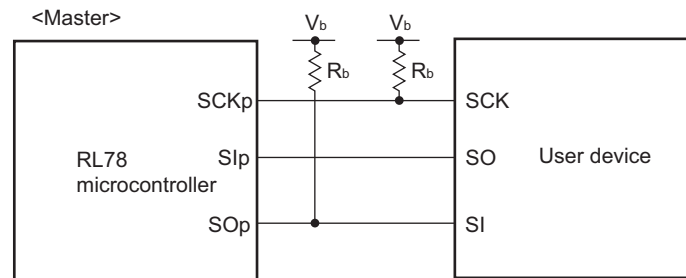 <Master>
Vb Vb
Rb Rb
SCKp SCK
RL78
microcontroller
SIp SO
User device
SOp SI